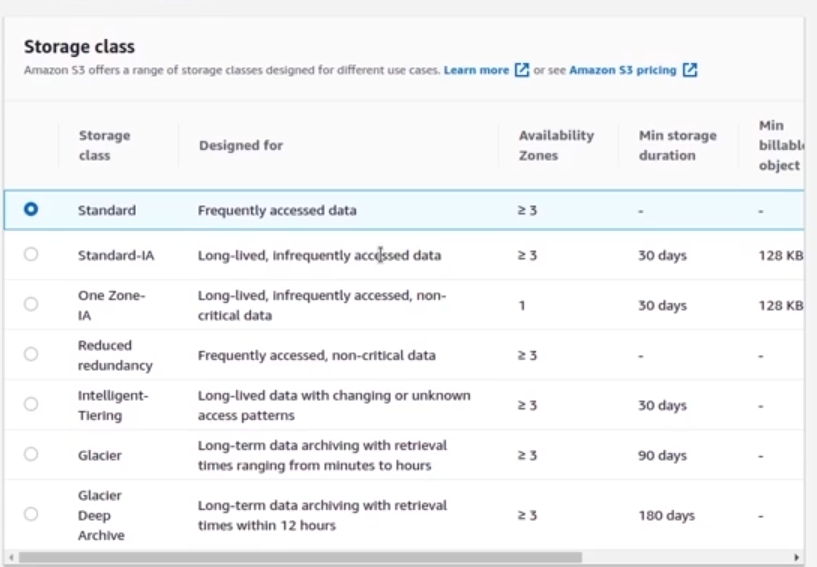 Storage class
Amazon S3 offers a range of storage classes designed for different use cases. Learn more or see Amazon S3 pricing
Storage class
Designed for
Availability Zones
Min storage duration
Min billable object
Standard
Frequently accessed data
≥ 3
-
-
Standard-IA
Long-lived, infrequently accessed data
≥ 3
30 days
128 KB
One Zone-
IA
Long-lived, infrequently accessed, non-
critical data
1
30 days
128 KB
Reduced
redundancy
Frequently accessed, non-critical data
≥ 3
-
-
Intelligent-
Tiering
Long-lived data with changing or unknown
access patterns
≥ 3
30 days
-
Glacier
Long-term data archiving with retrieval
times ranging from minutes to hours
≥ 3
90 days
-
Glacier
Deep
Archive
Long-term data archiving with retrieval
times within 12 hours
≥ 3
180 days
-